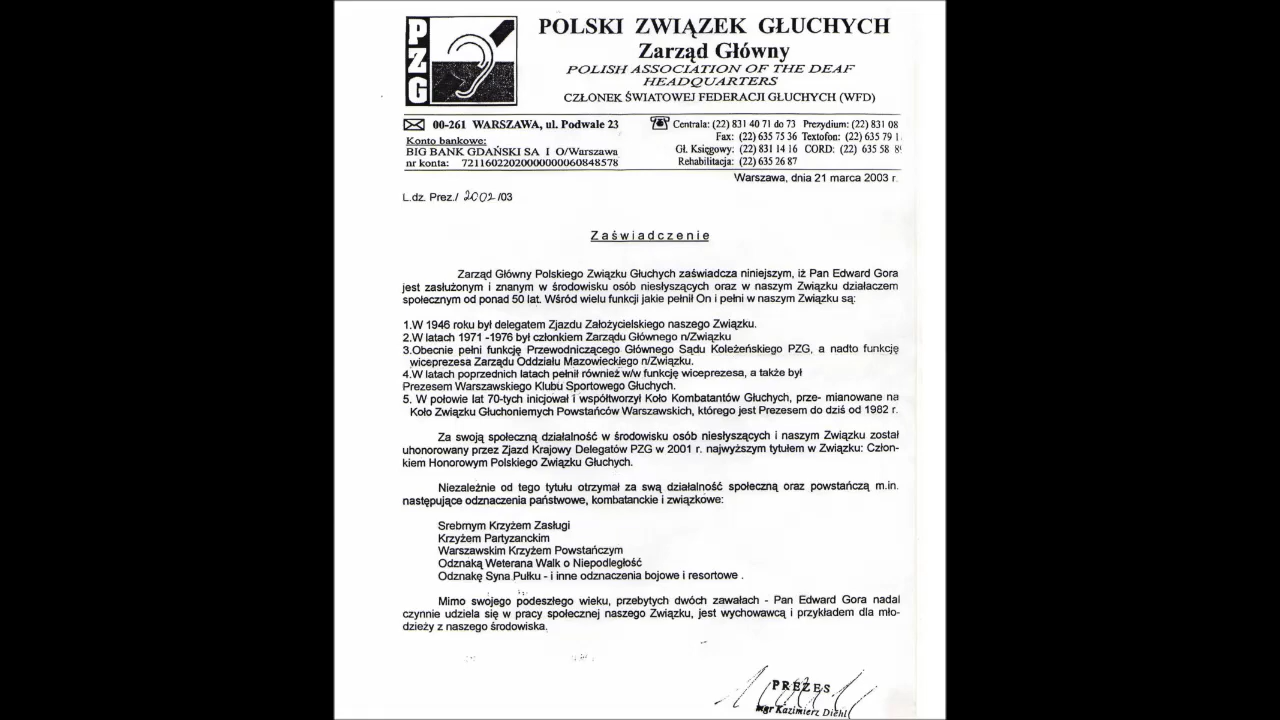 PZG
POLSKI ZWIĄZEK GŁUCHYCH
Zarząd Główny
POLISH ASSOCIATION OF THE DEAF
HEADQUARTERS
CZŁONEK ŚWIATOWEJ FEDERACJI GŁUCHYCH (WFD)
00-261 WARSZAWA, ul. Podwale 23
Konto bankowe:
BIG BANK GDAŃSKI SA I O/Warszawa
nr konta: 72116022020000000060848578
Centrala: (22) 831 40 71 do 73 Prezydium: (22) 831 08
Fax: (22) 635 75 36 Textofon: (22) 635 79 1
Gł. Księgowy: (22) 831 14 16 CORD: (22) 635 58 8
Rehabilitacja: (22) 635 26 87
Warszawa, dnia 21 marca 2003 r.
L.dz. Prez./ 2002 /03
Zaświadczenie
Zarząd Główny Polskiego Związku Głuchych zaświadcza niniejszym, iż Pan Edward Gora
jest zasłużonym i znanym w środowisku osób niesłyszących oraz w naszym Związku działaczem
społecznym od ponad 50 lat. Wśród wielu funkcji jakie pełnił On i pełni w naszym Związku są:
1.W 1946 roku był delegatem Zjazdu Założycielskiego naszego Związku.
2.W latach 1971 -1976 był członkiem Zarządu Głównego n/Związku
3.Obecnie pełni funkcję Przewodniczącego Głównego Sądu Koleżeńskiego PZG, a nadto funkcję
wiceprezesa Zarządu Oddziału Mazowieckiego n/Związku.
4.W latach poprzednich latach pełnił również w/w funkcję wiceprezesa, a także był
Prezesem Warszawskiego Klubu Sportowego Głuchych.
5. W połowie lat 70-tych inicjował i współtworzył Koło Kombatantów Głuchych, prze- mianowane na
Koło Związku Głuchoniemych Powstańców Warszawskich, którego jest Prezesem do dziś od 1982 r.
Za swoją społeczną działalność w środowisku osób niesłyszących i naszym Związku został
uhonorowany przez Zjazd Krajowy Delegatów PZG w 2001 r. najwyższym tytułem w Związku: Człon-
kiem Honorowym Polskiego Związku Głuchych.
Niezależnie od tego tytułu otrzymał za swą działalność społeczną oraz powstańczą m.in.
następujące odznaczenia państwowe, kombatanckie i związkowe:
Srebrnym Krzyżem Zasługi
Krzyżem Partyzanckim
Warszawskim Krzyżem Powstańczym
Odznaką Weterana Walk o Niepodległość
Odznakę Syna Pułku - i inne odznaczenia bojowe i resortowe .
Mimo swojego podeszłego wieku, przebytych dwóch zawałach - Pan Edward Gora nadal
czynnie udziela się w pracy społecznej naszego Związku, jest wychowawcą i przykładem dla mło-
dzieży z naszego środowiska.
PREZES
mgr Kazimierz Diehl